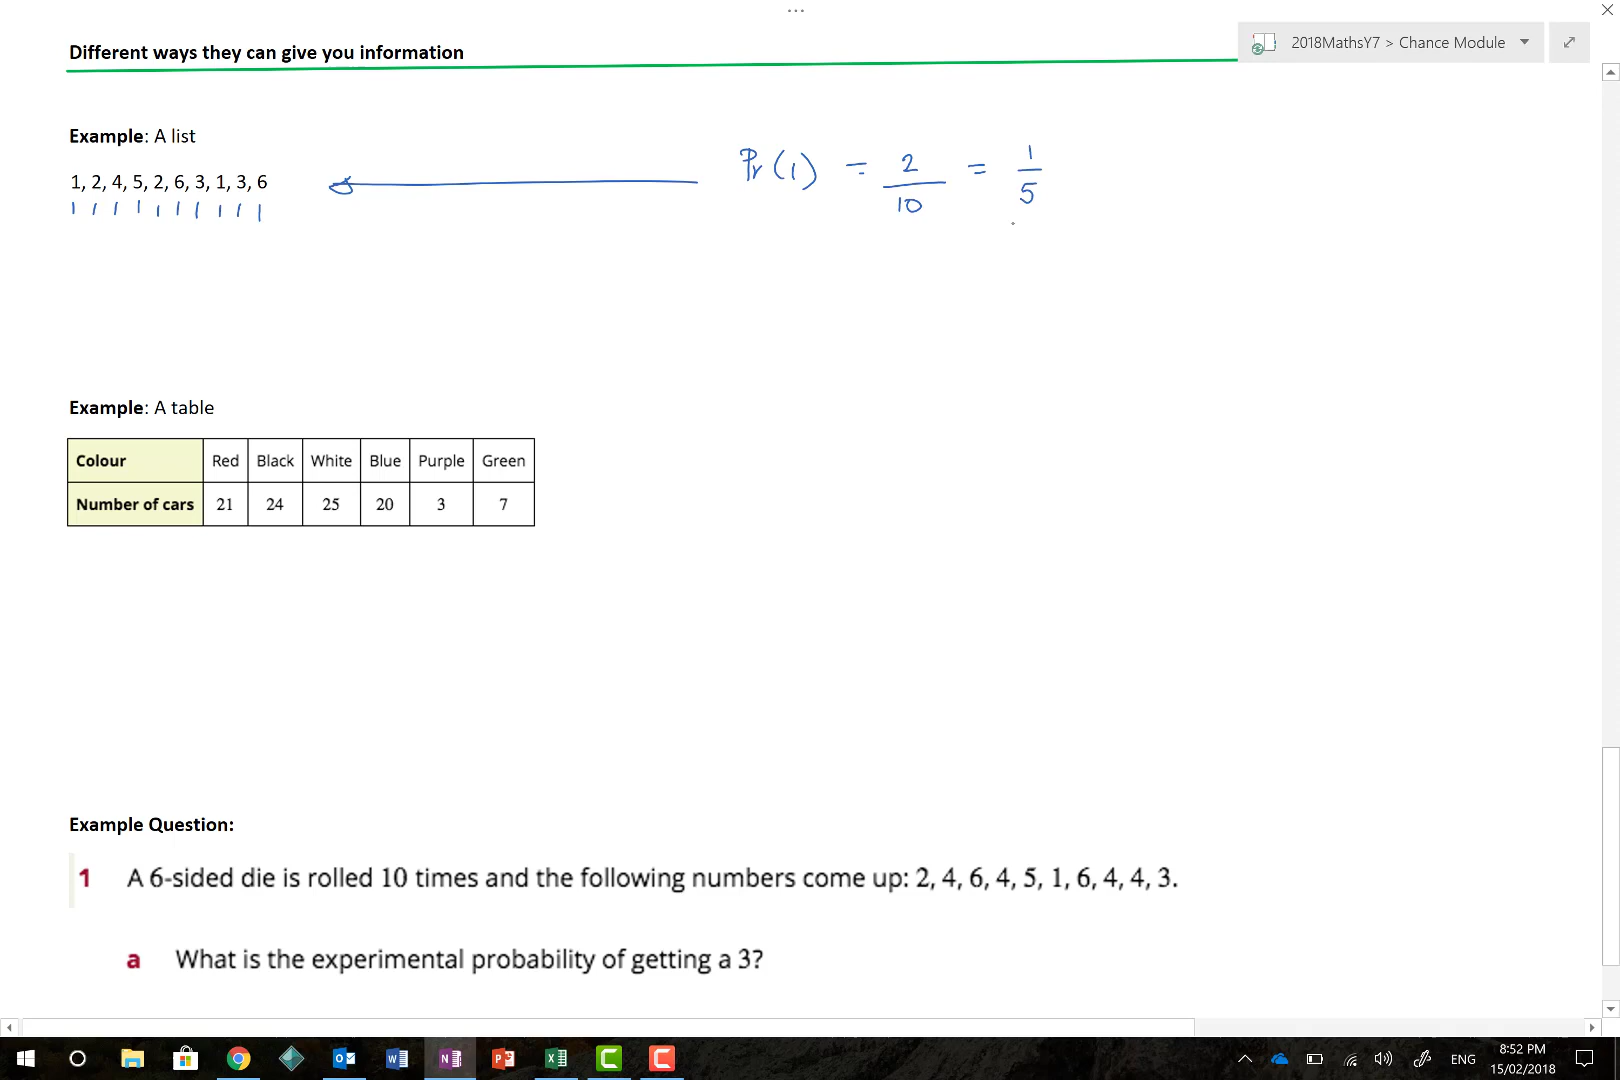 Different ways they can give you information
2018MathsY7 > Chance Module
Example: A list
1, 2, 4, 5, 2, 6, 3, 1, 3, 6
Pr(1) = 2/10 = 1/5
Example: A table
Colour Red Black White Blue Purple Green
Number of cars 21 24 25 20 3 7
Example Question:
1 A 6-sided die is rolled 10 times and the following numbers come up: 2, 4, 6, 4, 5, 1, 6, 4, 4, 3.
a What is the experimental probability of getting a 3?
ENG
8:52 PM
15/02/2018